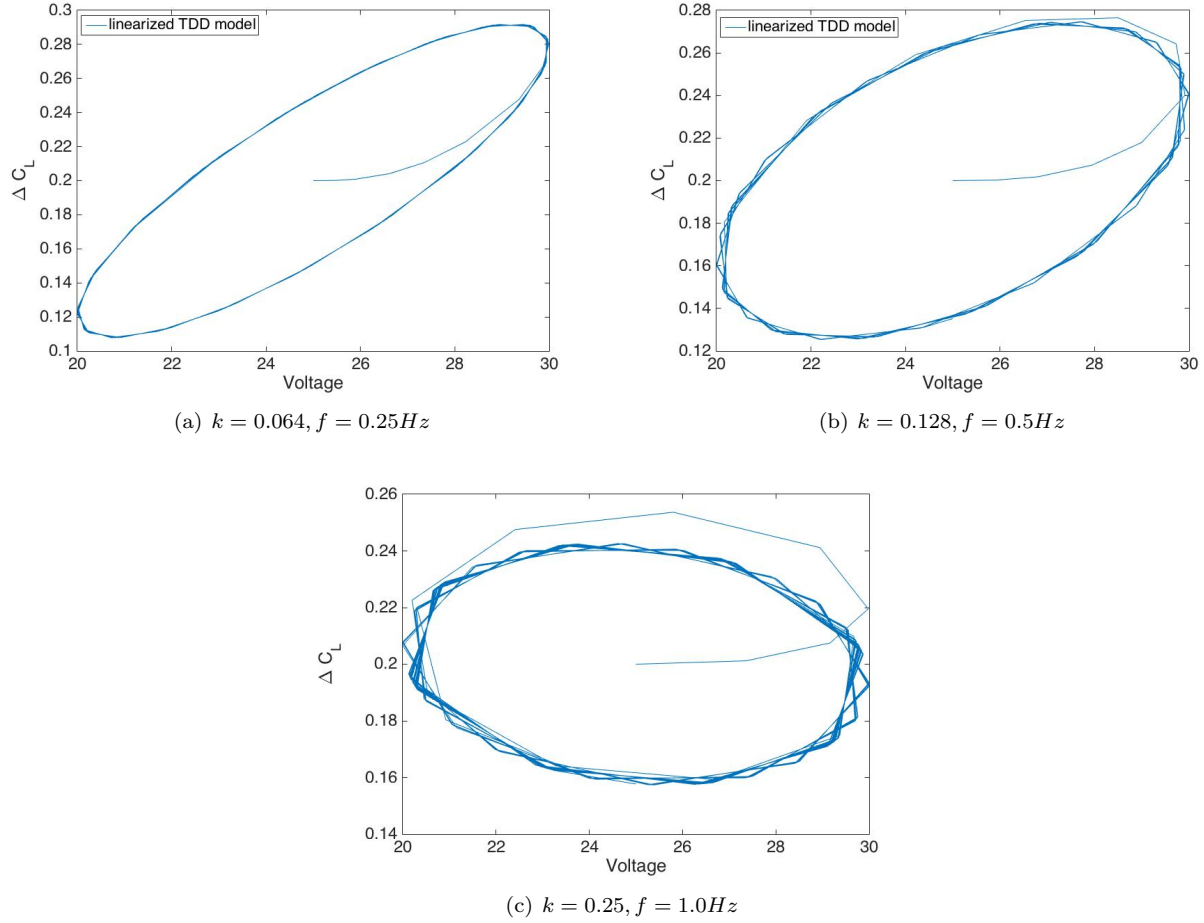 0.3
linearized TDD model
0.28
0.26
0.24
0.22
0.2
0.18
0.16
0.14
0.12
0.1
20 22 24 26 28 30
Δ C_L
Voltage
(a) k = 0.064, f = 0.25Hz
0.28
linearized TDD model
0.26
0.24
0.22
0.2
0.18
0.16
0.14
0.12
20 22 24 26 28 30
Δ C_L
Voltage
(b) k = 0.128, f = 0.5Hz
0.26
0.24
0.22
0.2
0.18
0.16
0.14
20 22 24 26 28 30
Δ C_L
Voltage
(c) k = 0.25, f = 1.0Hz